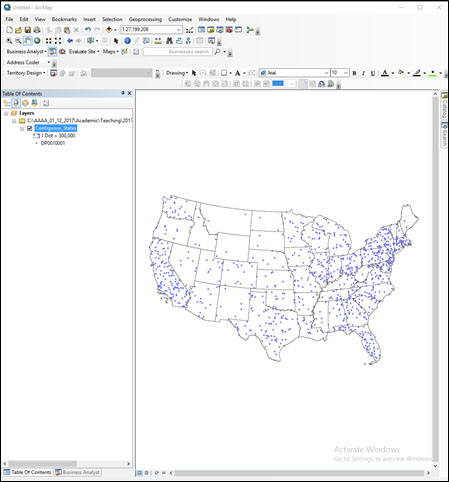 Untitled - ArcMap
File Edit View Bookmarks Insert Selection Geoprocessing Customize Windows Help
1:27,199,208
Business Analyst Evaluate Site Maps Businesses search
Address Coder
Territory Design Drawing A Arial 10 B I U A
Table Of Contents
Layers
C:\AAAA_01_12_2017\Academic\Teaching\2017
Contiguous_States
1 Dot = 300,000
DP0010001
Catalog
Search
Activate Windows
Go to Settings to activate Windows
Table Of Contents Business Analyst